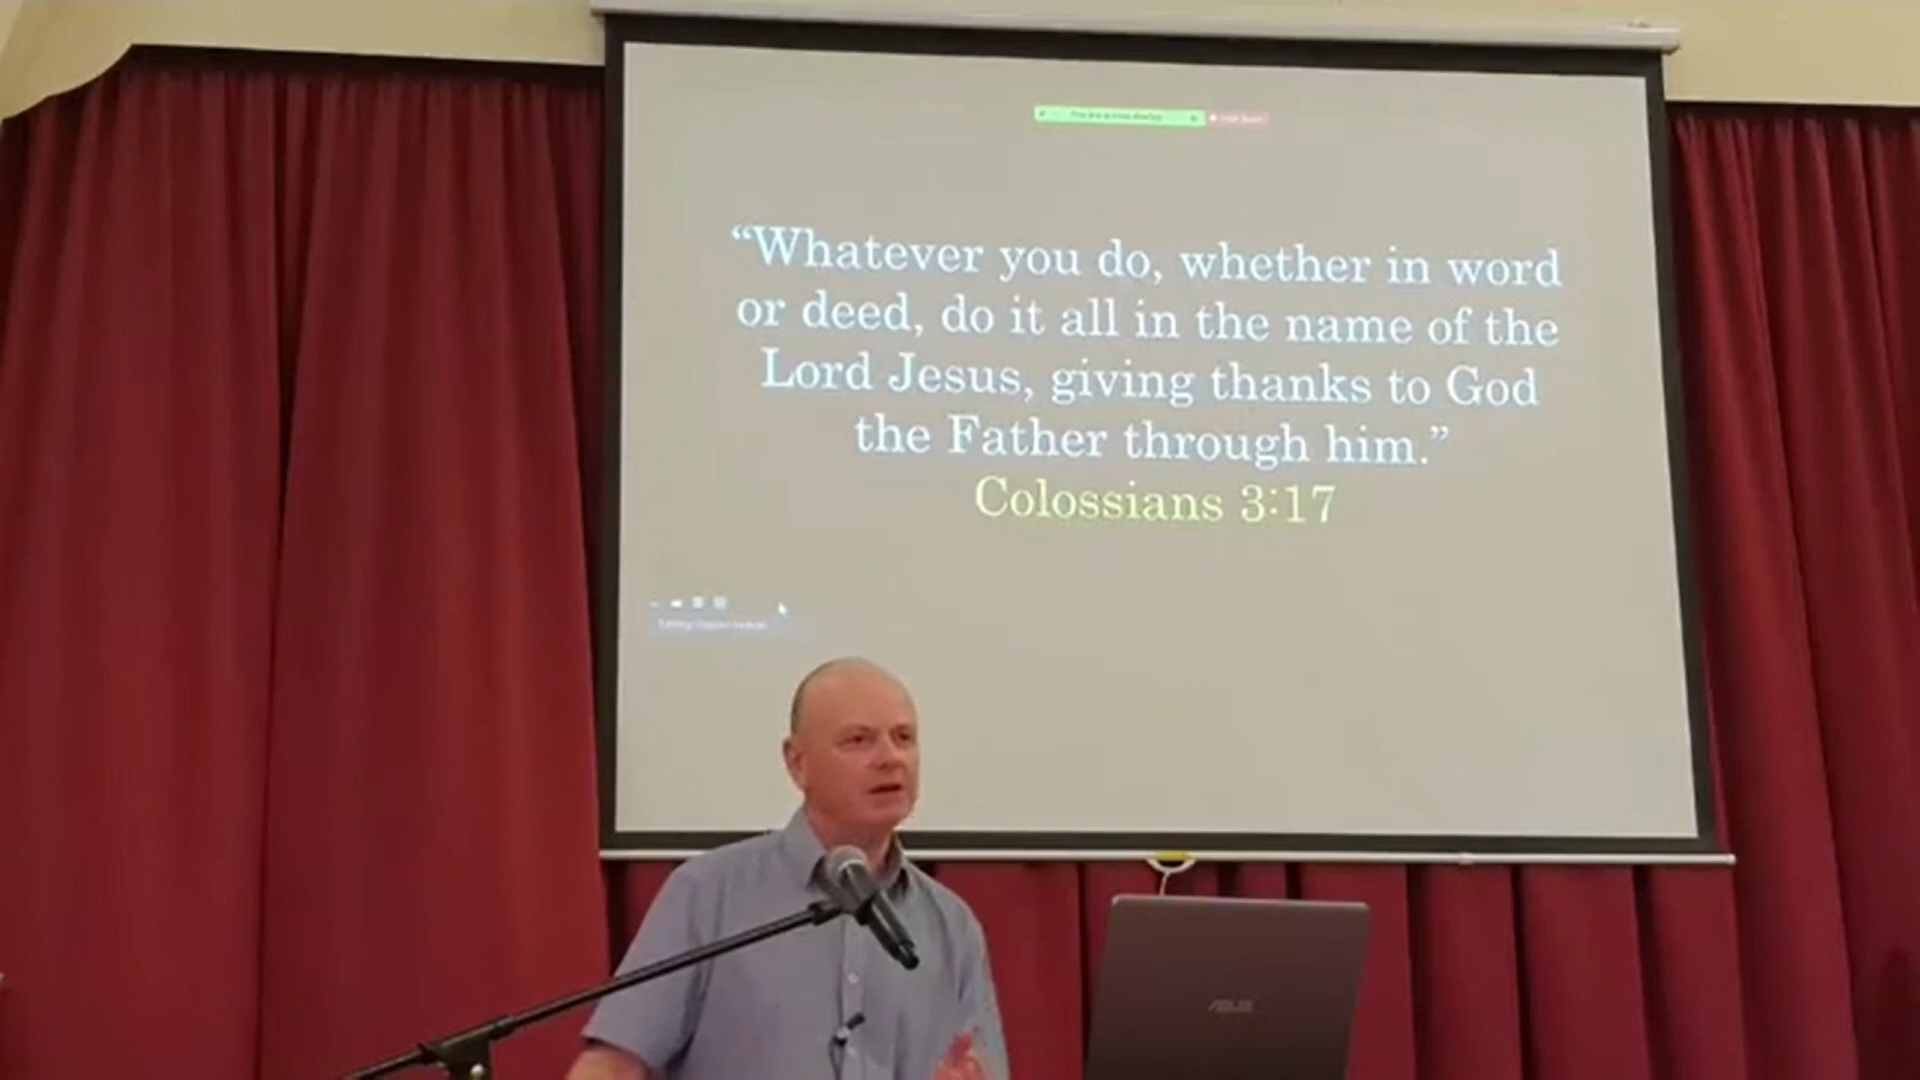 “Whatever you do, whether in word
or deed, do it all in the name of the
Lord Jesus, giving thanks to God
the Father through him.”
Colossians 3:17
ASUS